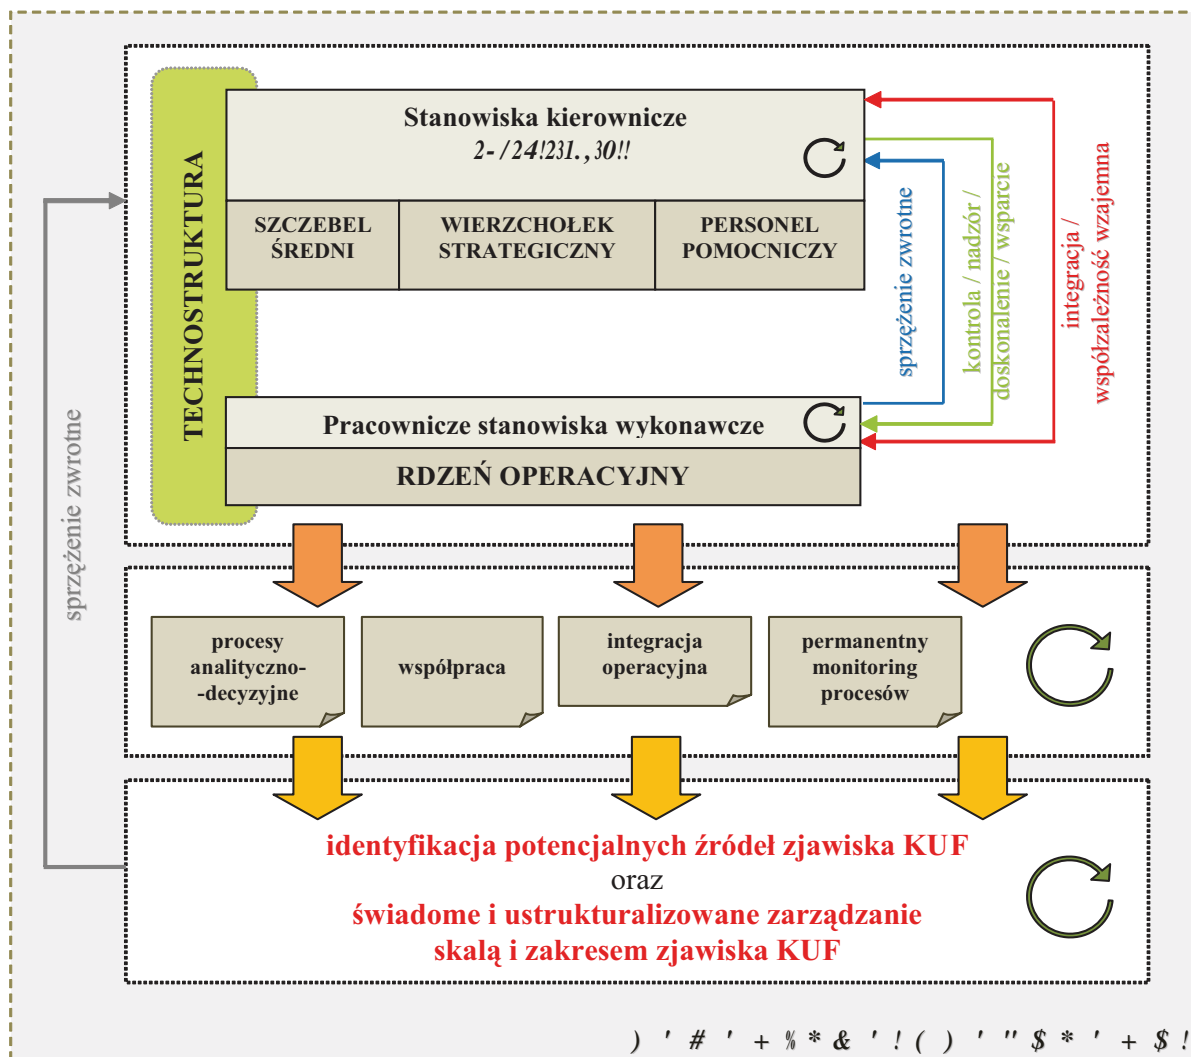 TECHNOSTRUKTURA
Stanowiska kierownicze
2- / 24!231. , 30!!
SZCZEBEL
ŚREDNI
WIERZCHOŁEK
STRATEGICZNY
PERSONEL
POMOCNICZY
Pracownicze stanowiska wykonawcze
RDZEŃ OPERACYJNY
sprzężenie zwrotne
kontrola / nadzór /
doskonalenie / wsparcie
integracja /
współzależność wzajemna
sprzężenie zwrotne
procesy
analityczno-
-decyzyjne
współpraca
integracja
operacyjna
permanentny
monitoring
procesów
identyfikacja potencjalnych źródeł zjawiska KUF
oraz
świadome i ustrukturalizowane zarządzanie
skalą i zakresem zjawiska KUF
) ' # ' + % * & ' ! ( ) ' " $ * ' + $ !